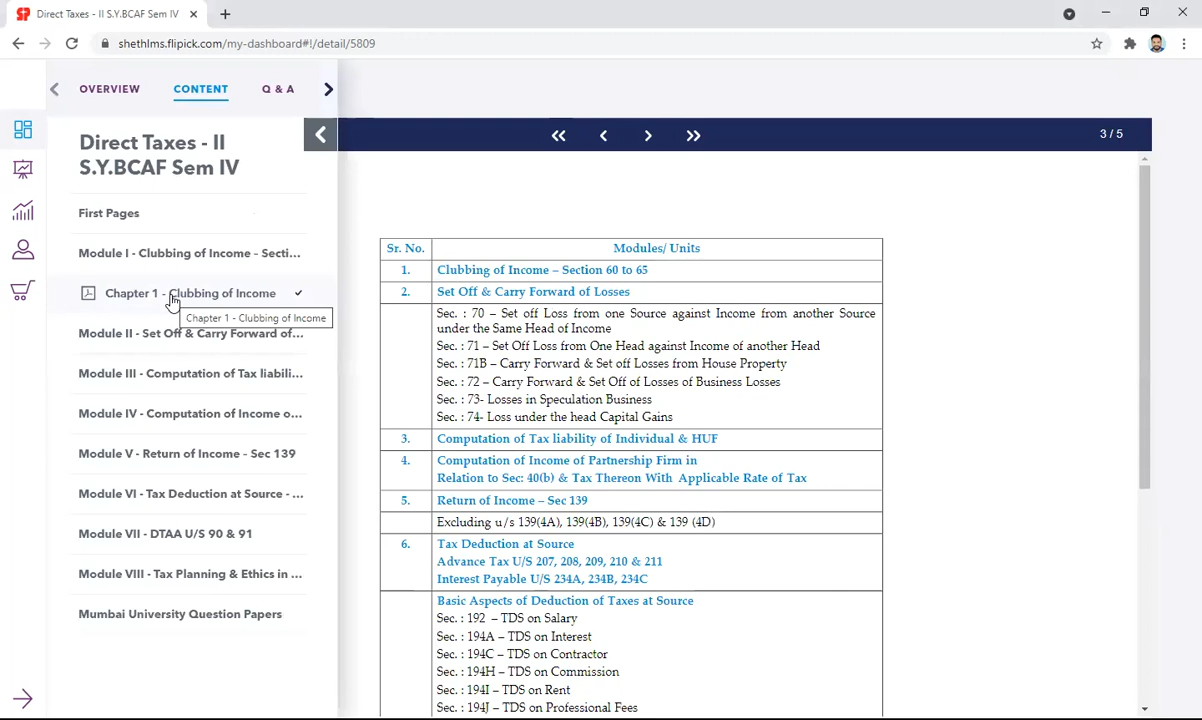 Direct Taxes - II S.Y.BCAF Sem IV
shethlms.flipick.com/my-dashboard#!/detail/5809
OVERVIEW
CONTENT
Q & A
Direct Taxes - II
S.Y.BCAF Sem IV
First Pages
Module I - Clubbing of Income - Secti...
Chapter 1 - Clubbing of Income
Chapter 1 - Clubbing of Income
Module II - Set Off & Carry Forward of...
Module III - Computation of Tax liabili...
Module IV - Computation of Income o...
Module V - Return of Income - Sec 139
Module VI - Tax Deduction at Source - ...
Module VII - DTAA U/S 90 & 91
Module VIII - Tax Planning & Ethics in ...
Mumbai University Question Papers
3 / 5
Sr. No. Modules/ Units
1. Clubbing of Income – Section 60 to 65
2. Set Off & Carry Forward of Losses
Sec. : 70 – Set off Loss from one Source against Income from another Source
under the Same Head of Income
Sec. : 71 – Set Off Loss from One Head against Income of another Head
Sec. : 71B – Carry Forward & Set off Losses from House Property
Sec. : 72 – Carry Forward & Set Off of Losses of Business Losses
Sec. : 73- Losses in Speculation Business
Sec. : 74- Loss under the head Capital Gains
3. Computation of Tax liability of Individual & HUF
4. Computation of Income of Partnership Firm in
Relation to Sec: 40(b) & Tax Thereon With Applicable Rate of Tax
5. Return of Income – Sec 139
Excluding u/s 139(4A), 139(4B), 139(4C) & 139 (4D)
6. Tax Deduction at Source
Advance Tax U/S 207, 208, 209, 210 & 211
Interest Payable U/S 234A, 234B, 234C
Basic Aspects of Deduction of Taxes at Source
Sec. : 192 – TDS on Salary
Sec. : 194A – TDS on Interest
Sec. : 194C – TDS on Contractor
Sec. : 194H – TDS on Commission
Sec. : 194I – TDS on Rent
Sec. : 194J – TDS on Professional Fees